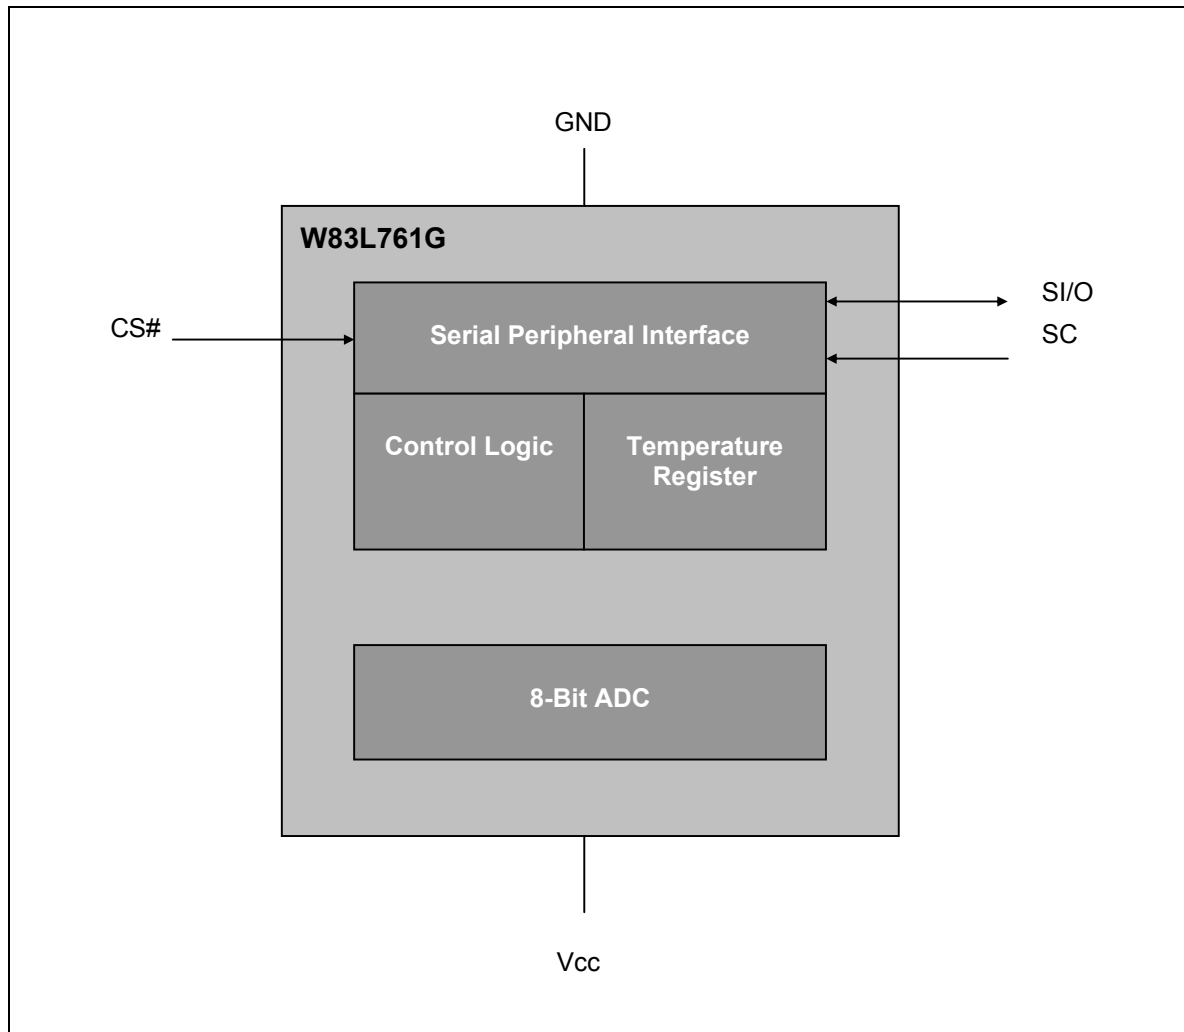 GND
W83L761G
SI/O
CS#
Serial Peripheral Interface
SC
Control Logic
Temperature
Register
8-Bit ADC
Vcc